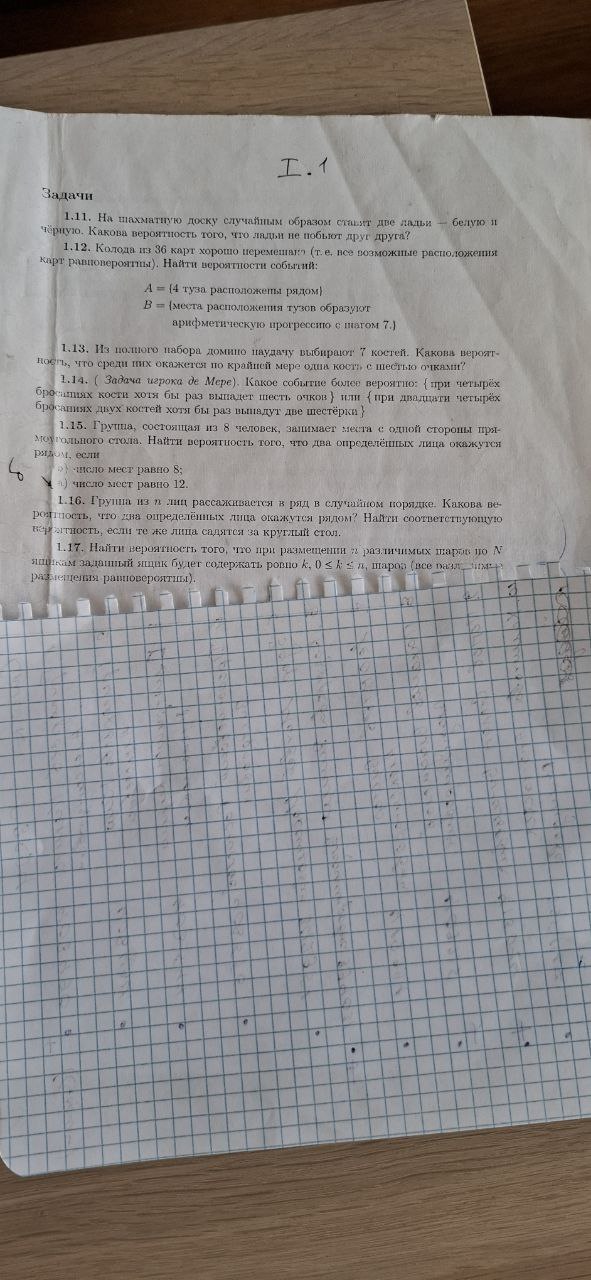 I.1
Задачи
1.11. На шахматную доску случайным образом ставят две ладьи — белую и
чёрную. Какова вероятность того, что ладьи не побьют друг друга?
1.12. Колода из 36 карт хорошо перемешана (т. е. все возможные расположения
карт равновероятны). Найти вероятности событий:
A = {4 туза расположены рядом}
B = {места расположения тузов образуют
арифметическую прогрессию с шагом 7.}
1.13. Из полного набора домино наудачу выбирают 7 костей. Какова вероят-
ность, что среди них окажется по крайней мере одна кость с шестью очками?
1.14. ( Задача игрока де Мере). Какое событие более вероятно: { при четырёх
бросаниях кости хотя бы раз выпадет шесть очков } или { при двадцати четырёх
бросаниях двух костей хотя бы раз выпадут две шестёрки }
1.15. Группа, состоящая из 8 человек, занимает места с одной стороны пря-
моугольного стола. Найти вероятность того, что два определённых лица окажутся
рядом, если
число мест равно 8;
число мест равно 12.
1.16. Группа из n лиц рассаживается в ряд в случайном порядке. Какова ве-
роятность, что два определённых лица окажутся рядом? Найти соответствующую
вероятность, если те же лица садятся за круглый стол.
1.17. Найти вероятность того, что при размещении n различимых шаров по N
ящикам заданный ящик будет содержать ровно k, 0 ≤ k ≤ n, шаров (все
размещения равновероятны).